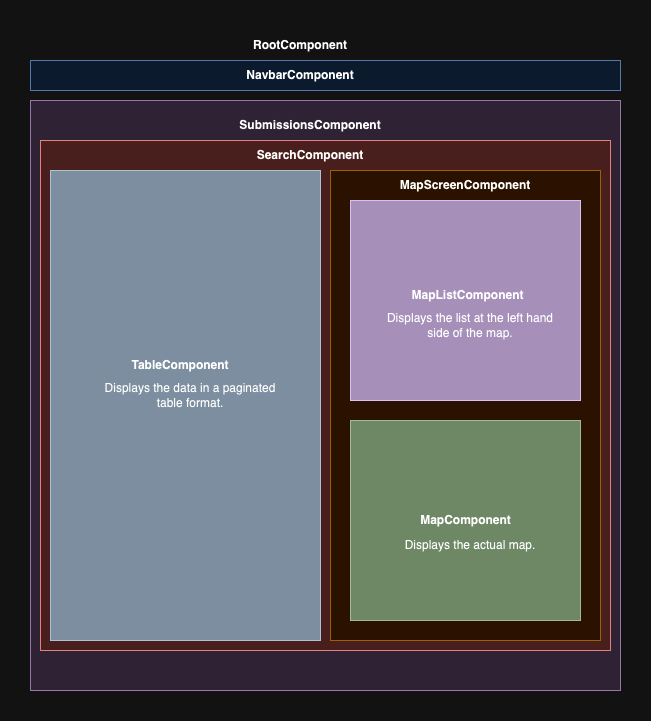 RootComponent
NavbarComponent
SubmissionsComponent
SearchComponent
TableComponent
Displays the data in a paginated
table format.
MapScreenComponent
MapListComponent
Displays the list at the left hand
side of the map.
MapComponent
Displays the actual map.